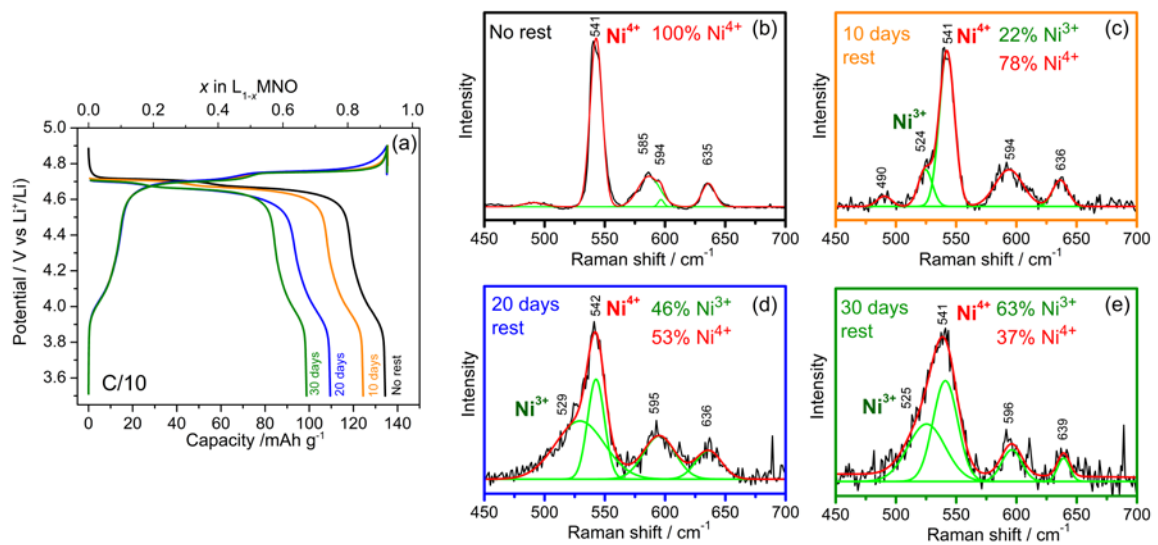 x in L1-xMNO
0.0 0.2 0.4 0.6 0.8 1.0
(a)
Potential / V vs Li⁺/Li)
5.0
4.8
4.6
4.4
4.2
4.0
3.8
3.6
C/10
30 days
20 days
10 days
No rest
0 20 40 60 80 100 120 140
Capacity /mAh g⁻¹
No rest
541
Ni⁴⁺ 100% Ni⁴⁺
(b)
585
594
635
Intensity
450 500 550 600 650 700
Raman shift / cm⁻¹
10 days
rest
541
Ni⁴⁺ 22% Ni³⁺
78% Ni⁴⁺
(c)
Ni³⁺
490
524
594
636
Intensity
450 500 550 600 650 700
Raman shift / cm⁻¹
20 days
rest
542
Ni⁴⁺ 46% Ni³⁺
53% Ni⁴⁺
(d)
Ni³⁺
529
595
636
Intensity
450 500 550 600 650 700
Raman shift / cm⁻¹
30 days
rest
541
Ni⁴⁺ 63% Ni³⁺
37% Ni⁴⁺
(e)
Ni³⁺
525
596
639
Intensity
450 500 550 600 650 700
Raman shift / cm⁻¹